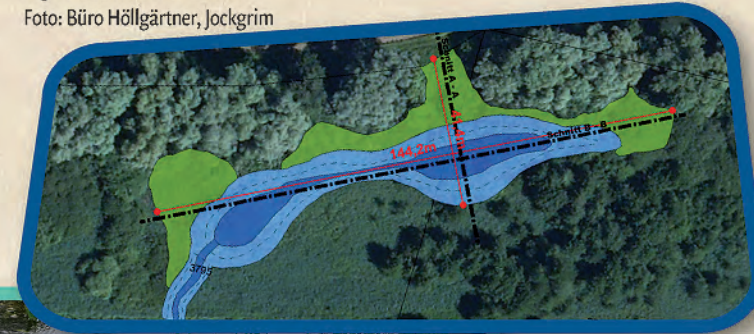 Foto: Büro Höllgärtner, Jockgrim
Schnitt A - A
144,2m
Schnitt B - B
3795